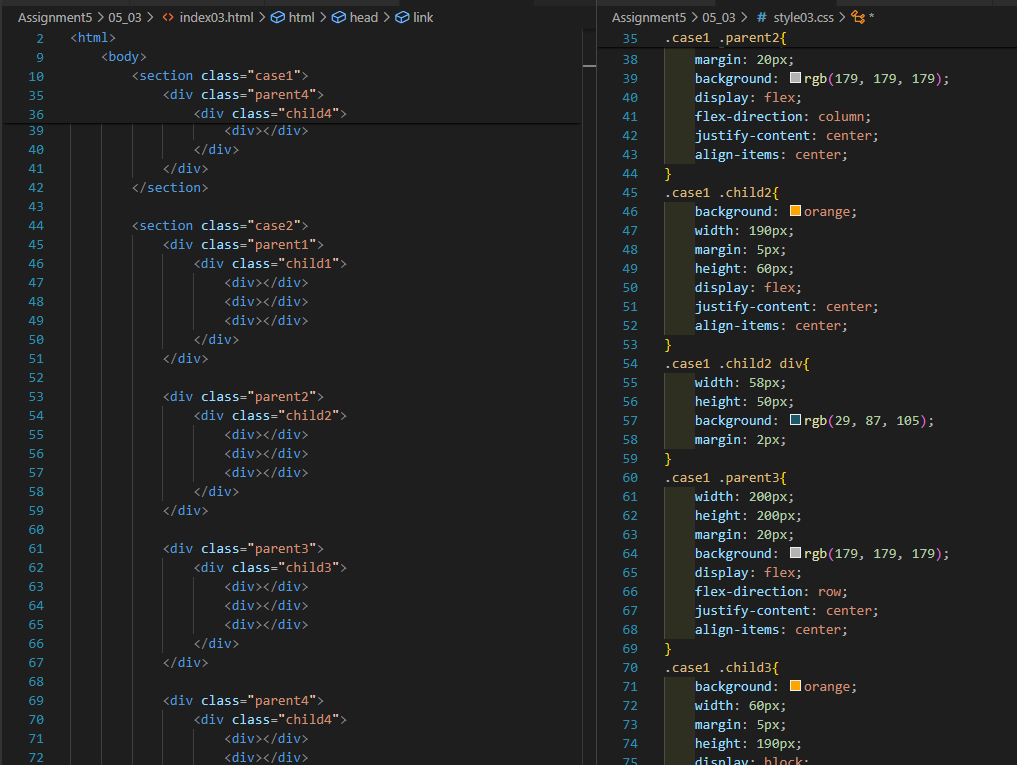 Assignment5 > 05_03 > <> index03.html > html > head > link
2 <html>
9 <body>
10 <section class="case1">
35 <div class="parent4">
36 <div class="child4">
39 <div></div>
40 </div>
41 </div>
42 </section>
43
44 <section class="case2">
45 <div class="parent1">
46 <div class="child1">
47 <div></div>
48 <div></div>
49 <div></div>
50 </div>
51 </div>
52
53 <div class="parent2">
54 <div class="child2">
55 <div></div>
56 <div></div>
57 <div></div>
58 </div>
59 </div>
60
61 <div class="parent3">
62 <div class="child3">
63 <div></div>
64 <div></div>
65 <div></div>
66 </div>
67 </div>
68
69 <div class="parent4">
70 <div class="child4">
71 <div></div>
72 <div></div>
Assignment5 > 05_03 > # style03.css > *
35 .case1 .parent2{
38 margin: 20px;
39 background: rgb(179, 179, 179);
40 display: flex;
41 flex-direction: column;
42 justify-content: center;
43 align-items: center;
44 }
45 .case1 .child2{
46 background: orange;
47 width: 190px;
48 margin: 5px;
49 height: 60px;
50 display: flex;
51 justify-content: center;
52 align-items: center;
53 }
54 .case1 .child2 div{
55 width: 58px;
56 height: 50px;
57 background: rgb(29, 87, 105);
58 margin: 2px;
59 }
60 .case1 .parent3{
61 width: 200px;
62 height: 200px;
63 margin: 20px;
64 background: rgb(179, 179, 179);
65 display: flex;
66 flex-direction: row;
67 justify-content: center;
68 align-items: center;
69 }
70 .case1 .child3{
71 background: orange;
72 width: 60px;
73 margin: 5px;
74 height: 190px;
75 display: block;